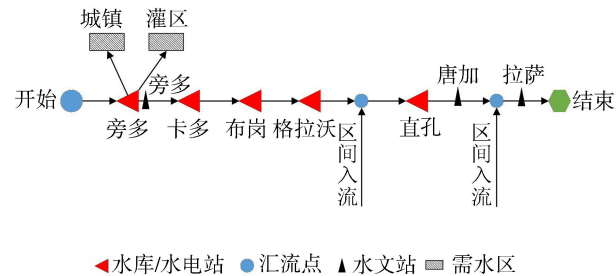 城镇 灌区
开始 旁多 唐加 拉萨 结束
旁多 卡多 布岗 格拉沃 直孔
区间入流 区间入流
水库/水电站 汇流点 水文站 需水区